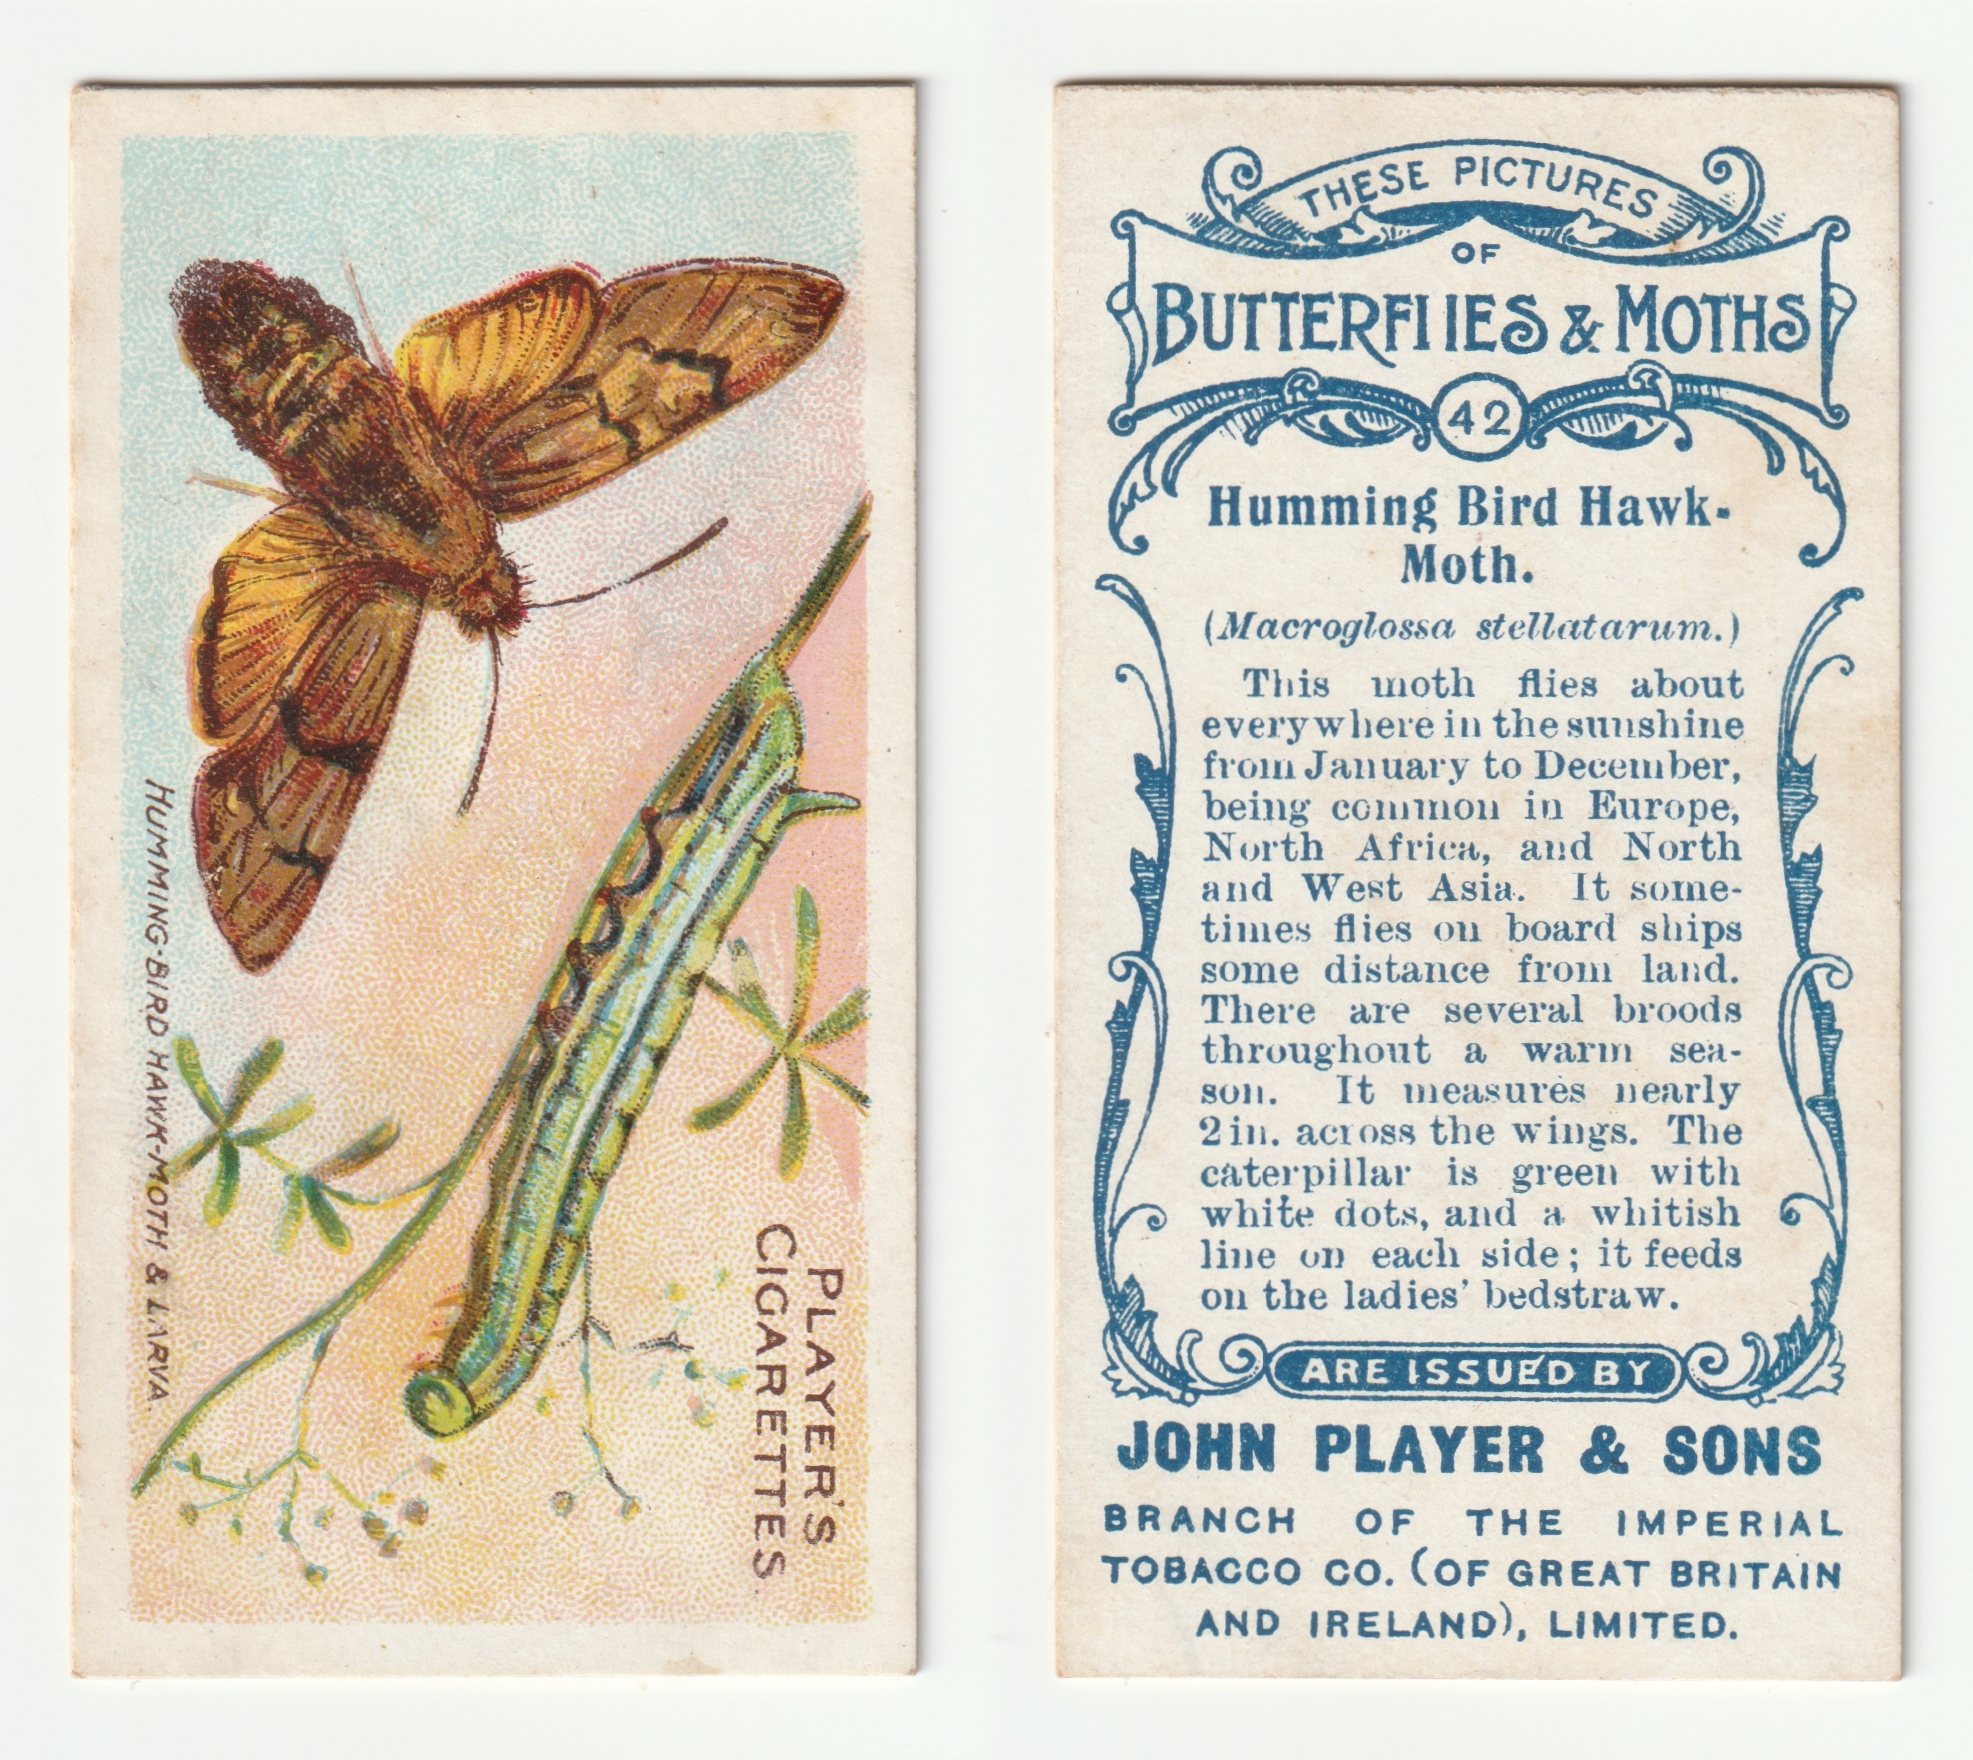 HUMMING-BIRD HAWK-MOTH & LARVA.
PLAYER'S
CIGARETTES.
THESE PICTURES
OF
BUTTERFLIES & MOTHS
42
Humming Bird Hawk-
Moth.
(Macroglossa stellatarum.)
This moth flies about
everywhere in the sunshine
from January to December,
being common in Europe,
North Africa, and North
and West Asia. It some-
times flies on board ships
some distance from land.
There are several broods
throughout a warm sea-
son. It measures nearly
2 in. across the wings. The
caterpillar is green with
white dots, and a whitish
line on each side; it feeds
on the ladies' bedstraw.
ARE ISSUED BY
JOHN PLAYER & SONS
BRANCH OF THE IMPERIAL
TOBACCO CO. (OF GREAT BRITAIN
AND IRELAND), LIMITED.